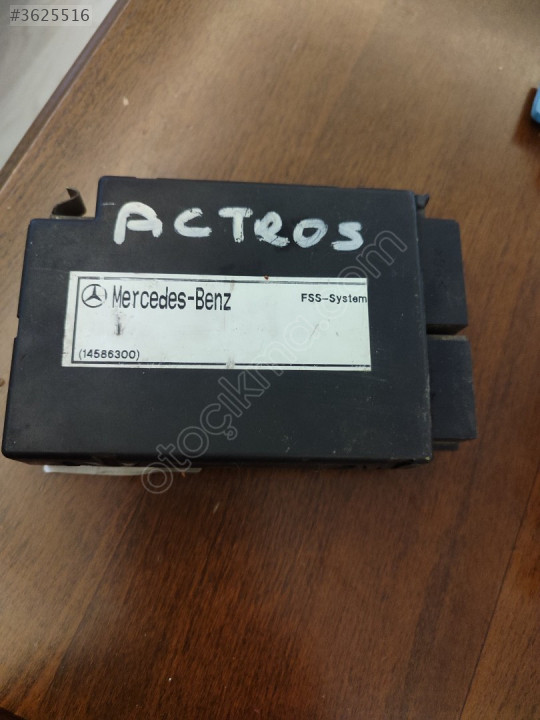 #3625516
ACTROS
Mercedes-Benz
FSS-System
(14586300)
otoçıkma.com